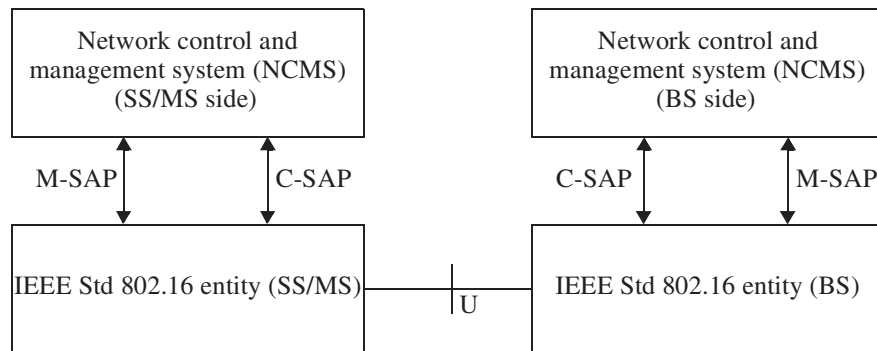 Network control and
management system (NCMS)
(SS/MS side)
Network control and
management system (NCMS)
(BS side)
M-SAP
C-SAP
C-SAP
M-SAP
IEEE Std 802.16 entity (SS/MS)
IEEE Std 802.16 entity (BS)
U